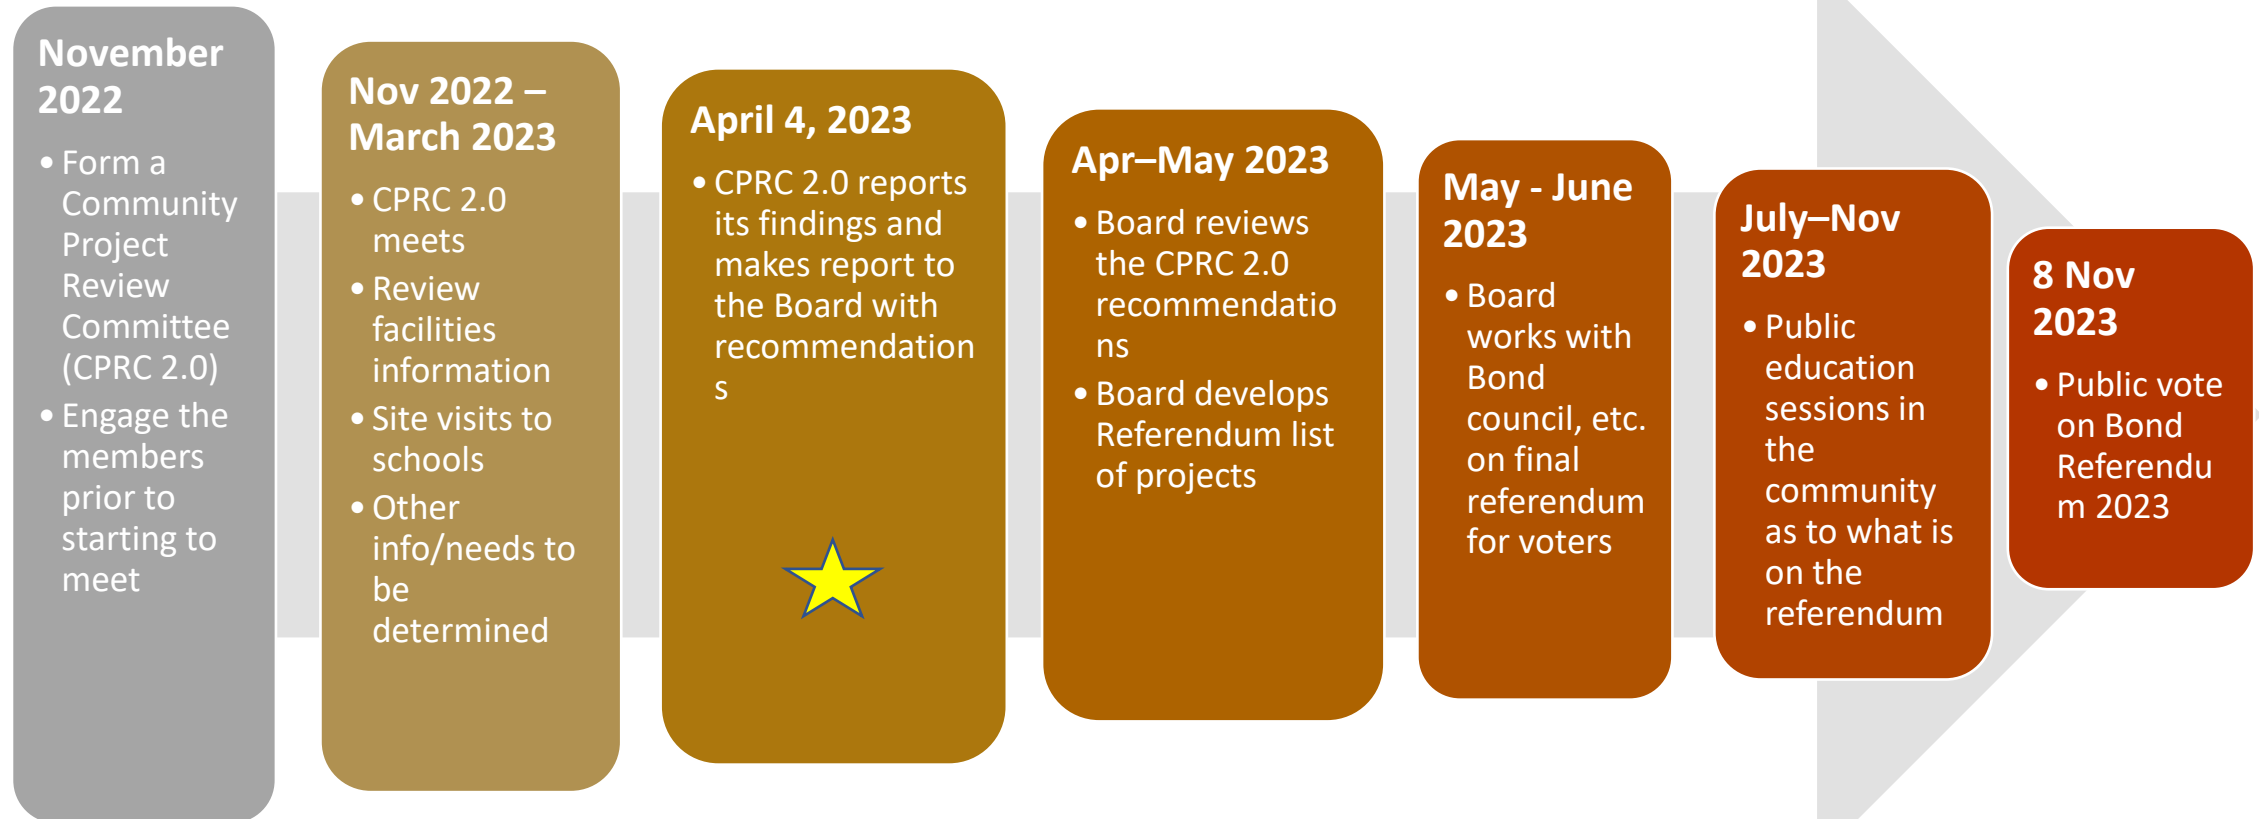 November
2022
• Form a
Community
Project
Review
Committee
(CPRC 2.0)
• Engage the
members
prior to
starting to
meet
Nov 2022 –
March 2023
• CPRC 2.0
meets
• Review
facilities
information
• Site visits to
schools
• Other
info/needs to
be
determined
April 4, 2023
• CPRC 2.0 reports
its findings and
makes report to
the Board with
recommendation
s
Apr–May 2023
• Board reviews
the CPRC 2.0
recommendatio
ns
• Board develops
Referendum list
of projects
May - June
2023
• Board
works with
Bond
council, etc.
on final
referendum
for voters
July–Nov
2023
• Public
education
sessions in
the
community
as to what is
on the
referendum
8 Nov
2023
• Public vote
on Bond
Referendu
m 2023